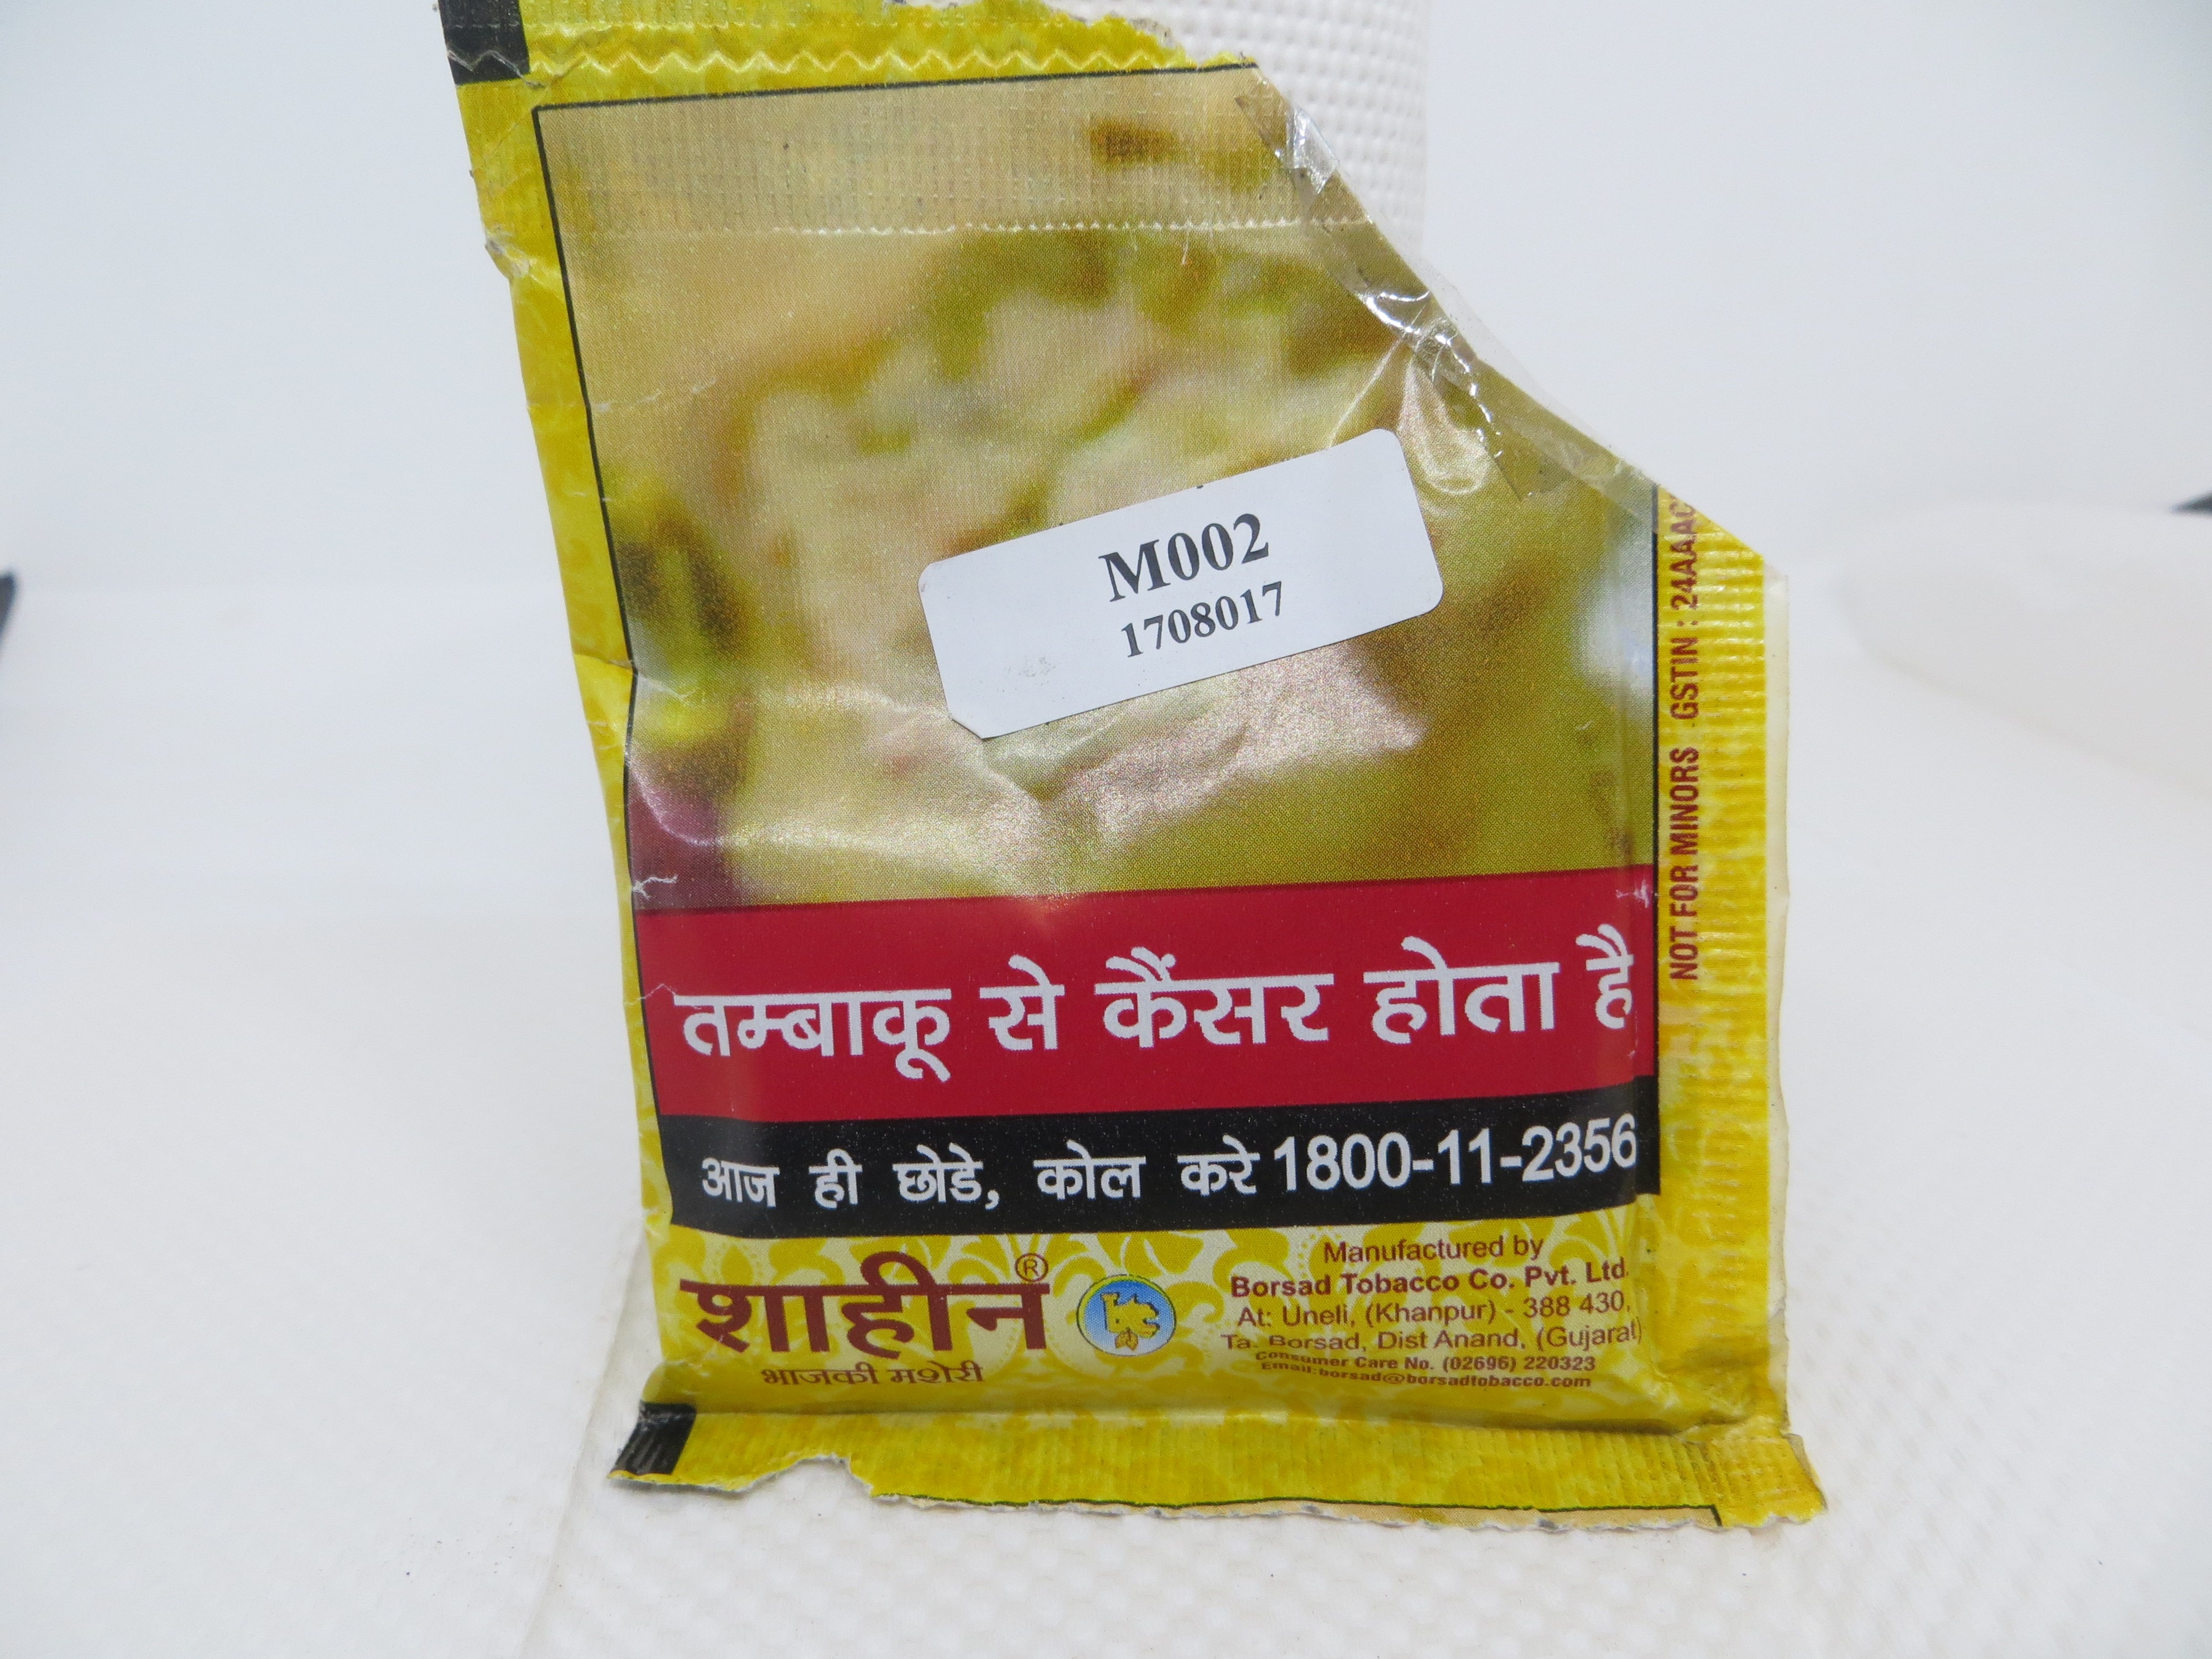 M002
1708017
NOT FOR MINORS GSTIN : 24AAAC
तम्बाकू से कैंसर होता है
आज ही छोडे, कोल करे 1800-11-2356
शाहीन®
भाजकी मशेरी
Manufactured by
Borsad Tobacco Co. Pvt. Ltd.
At: Uneli, (Khanpur) - 388 430,
Ta. Borsad, Dist Anand, (Gujarat)
Consumer Care No. (02696) 220323
Email:borsad@borsadtobacco.com